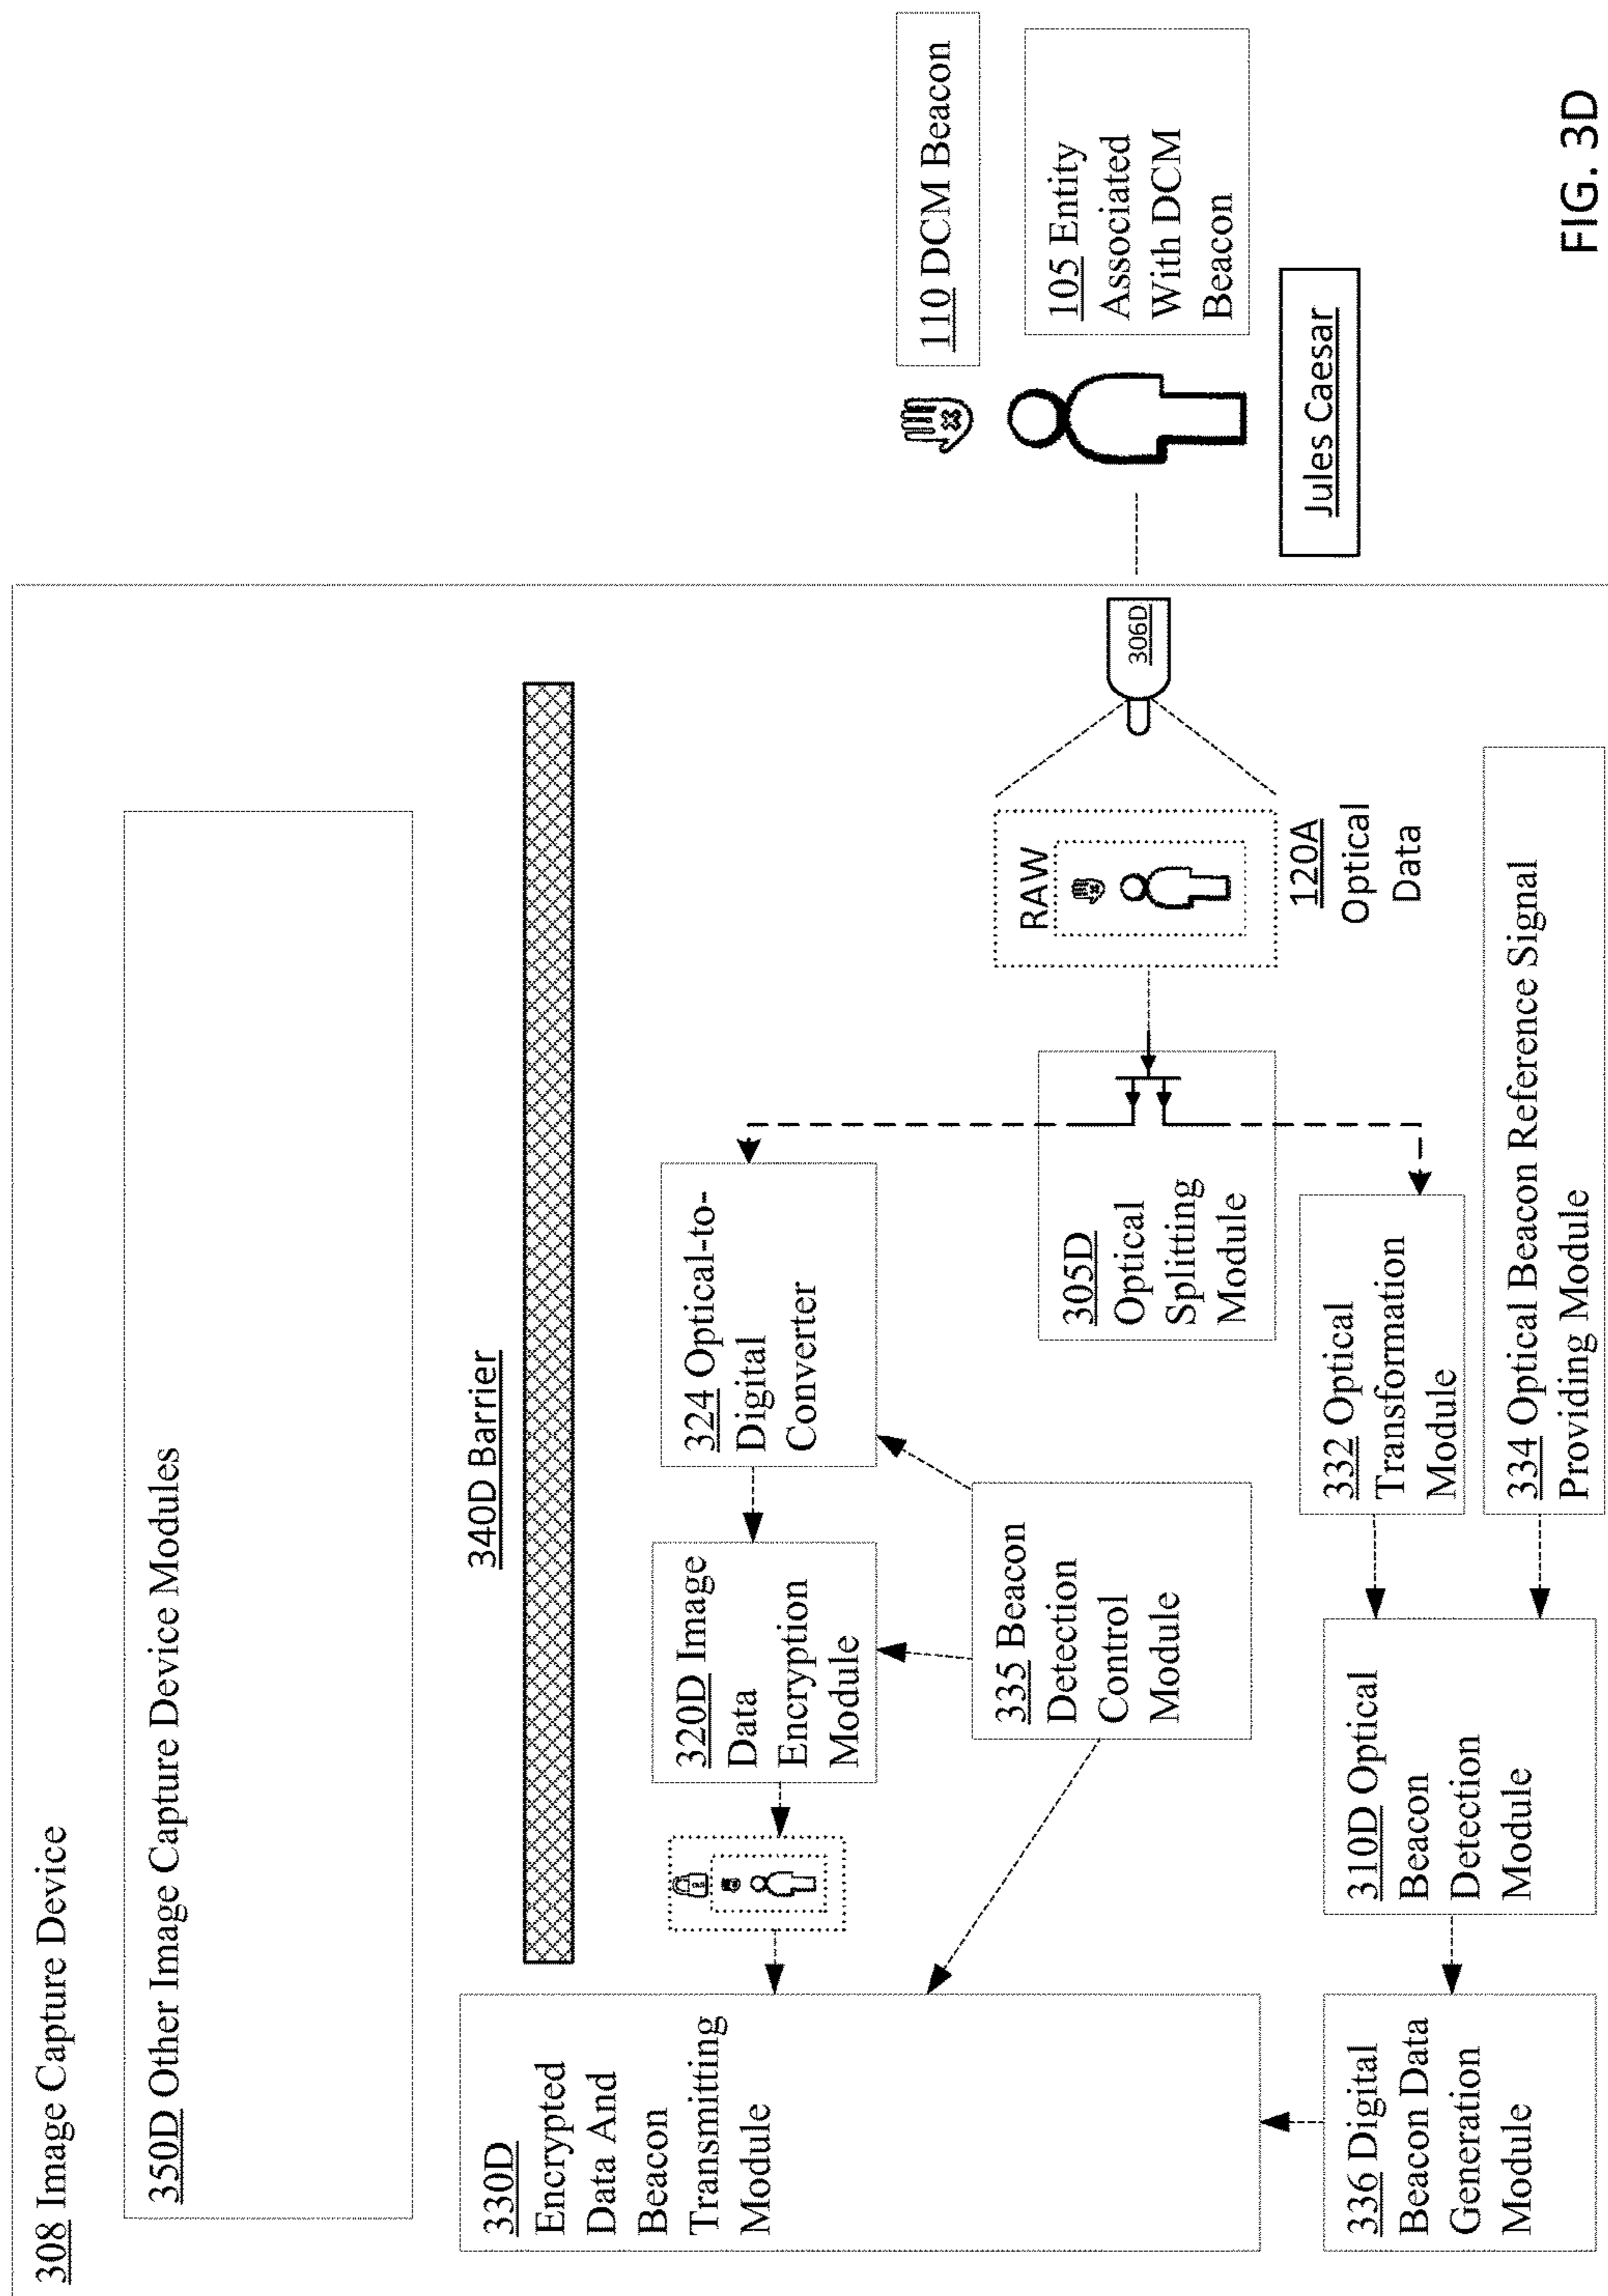 308 Image Capture Device
350D Other Image Capture Device Modules
340D Barrier
330D
Encrypted
Data And
Beacon
Transmitting
Module
320D Image
Data
Encryption
Module
324 Optical-to-
Digital
Converter
335 Beacon
Detection
Control
Module
305D
Optical
Splitting
Module
RAW
120A
Optical
Data
306D
110 DCM Beacon
105 Entity
Associated
With DCM
Beacon
Jules Caesar
336 Digital
Beacon Data
Generation
Module
310D Optical
Beacon
Detection
Module
332 Optical
Transformation
Module
334 Optical Beacon Reference Signal
Providing Module
FIG. 3D